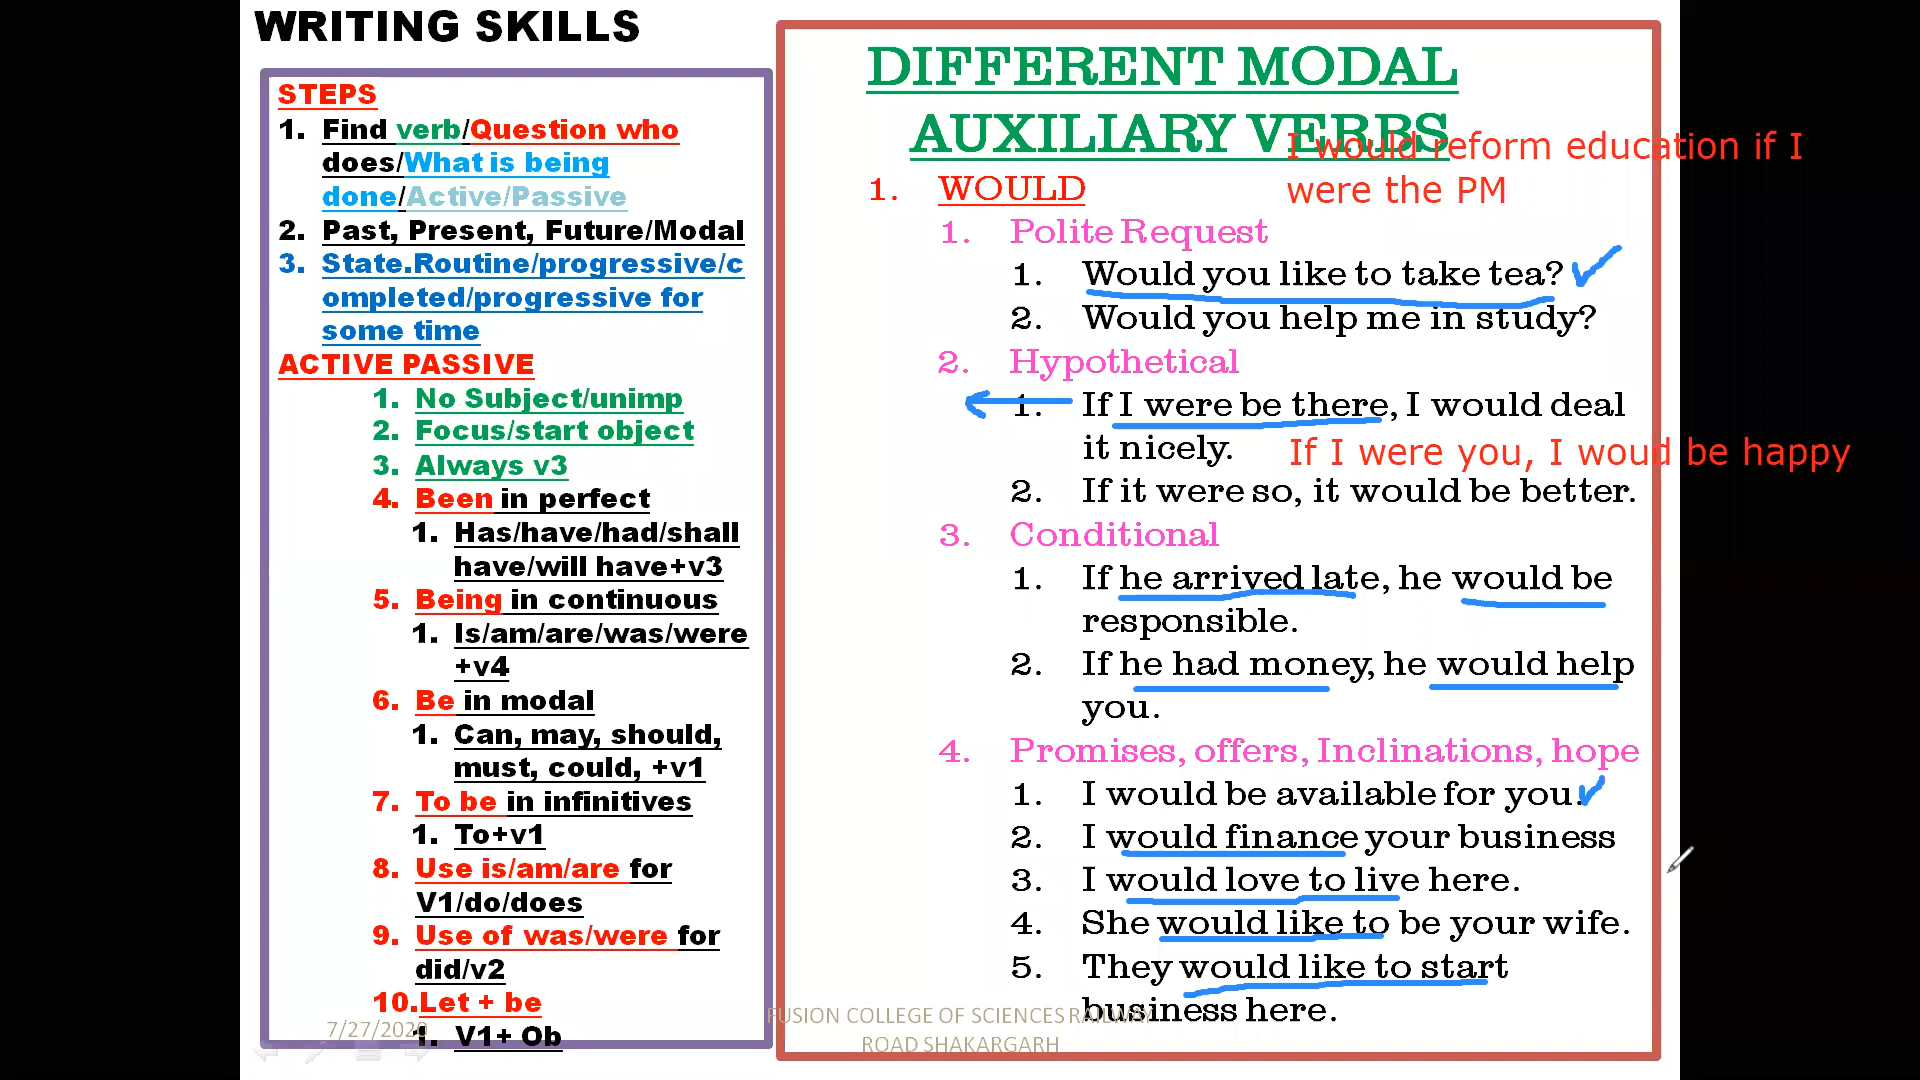 WRITING SKILLS
STEPS
1. Find verb/Question who
does/What is being
done/Active/Passive
2. Past, Present, Future/Modal
3. State.Routine/progressive/c
ompleted/progressive for
some time
ACTIVE PASSIVE
1. No Subject/unimp
2. Focus/start object
3. Always v3
4. Been in perfect
1. Has/have/had/shall
have/will have+v3
5. Being in continuous
1. Is/am/are/was/were
+v4
6. Be in modal
1. Can, may, should,
must, could, +v1
7. To be in infinitives
1. To+v1
8. Use is/am/are for
V1/do/does
9. Use of was/were for
did/v2
10.Let + be
1. V1+ Ob
7/27/2020
DIFFERENT MODAL
AUXILIARY VERBS
I would reform education if I
were the PM
1. WOULD
1. Polite Request
1. Would you like to take tea?
2. Would you help me in study?
2. Hypothetical
1. If I were be there, I would deal
it nicely.
If I were you, I woud be happy
2. If it were so, it would be better.
3. Conditional
1. If he arrived late, he would be
responsible.
2. If he had money, he would help
you.
4. Promises, offers, Inclinations, hope
1. I would be available for you.
2. I would finance your business
3. I would love to live here.
4. She would like to be your wife.
5. They would like to start
business here.
FUSION COLLEGE OF SCIENCES RAILWAY
ROAD SHAKARGARH